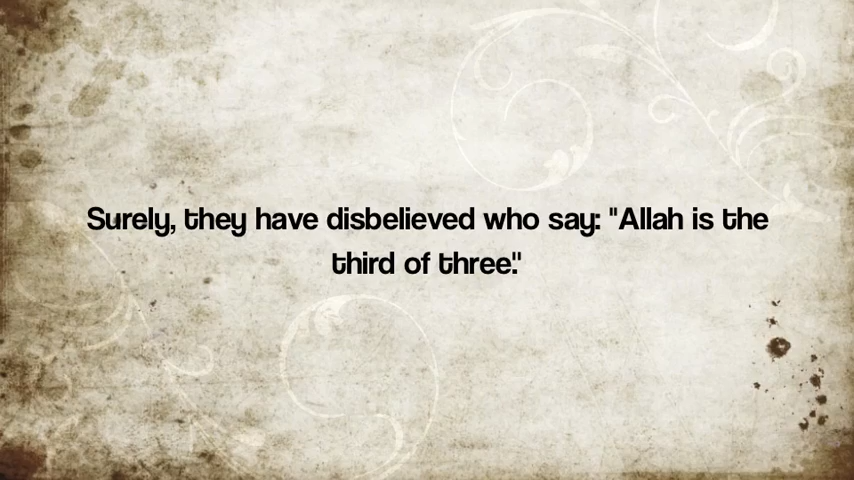 Surely, they have disbelieved who say: "Allah is the
third of three."